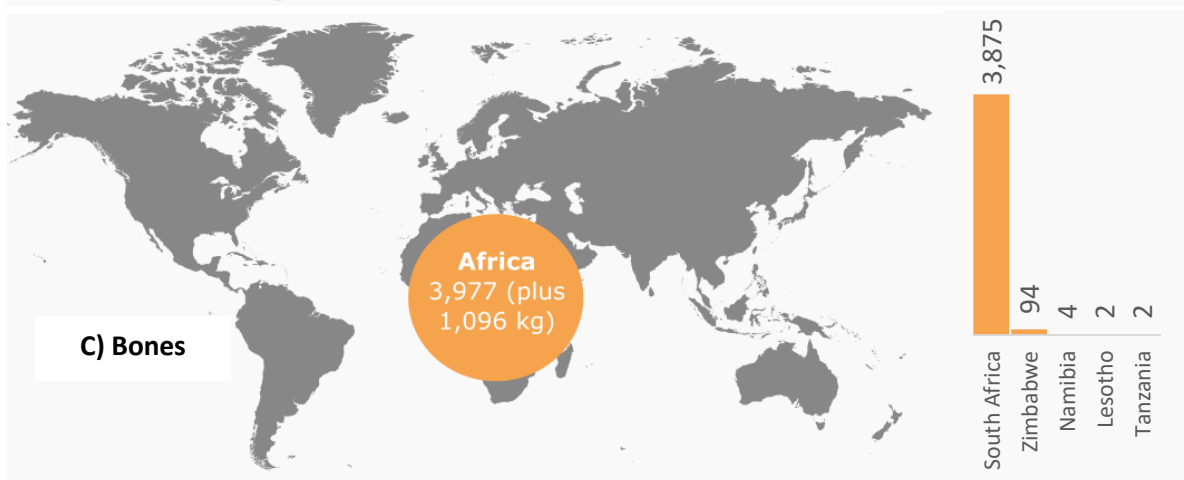 Africa
3,977 (plus
1,096 kg)
C) Bones
3,875
94
4
2
2
South Africa
Zimbabwe
Namibia
Lesotho
Tanzania